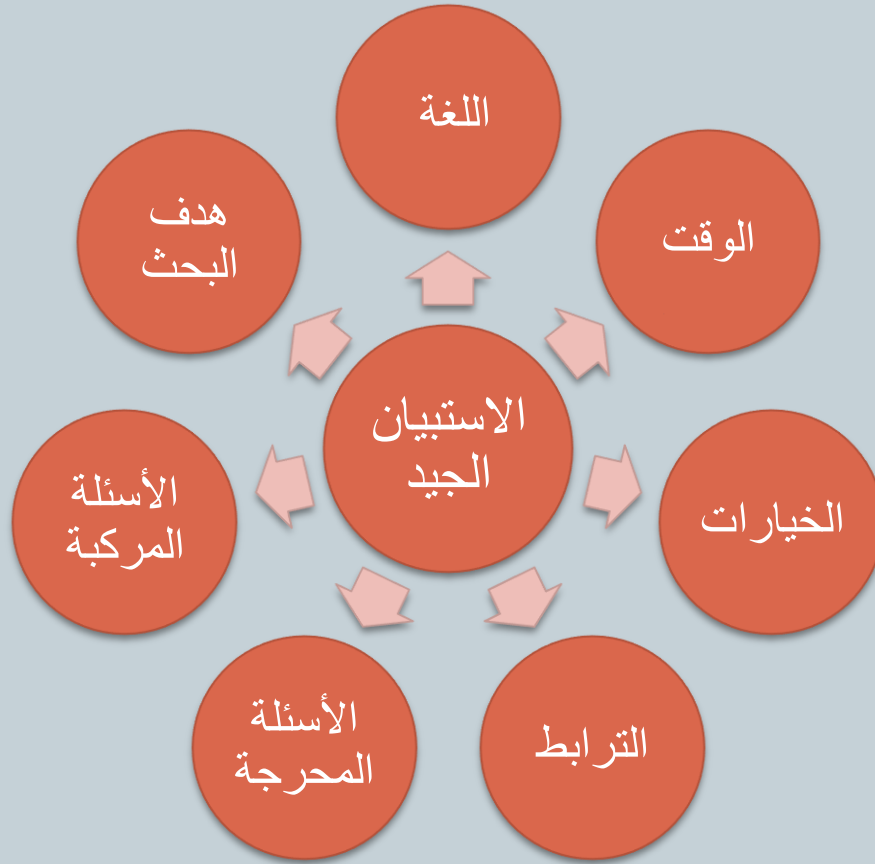 اللغة
الوقت
الخيارات
الترابط
الأسئلة
المحرجة
الأسئلة
المركبة
هدف
البحث
الاستبيان
الجيد